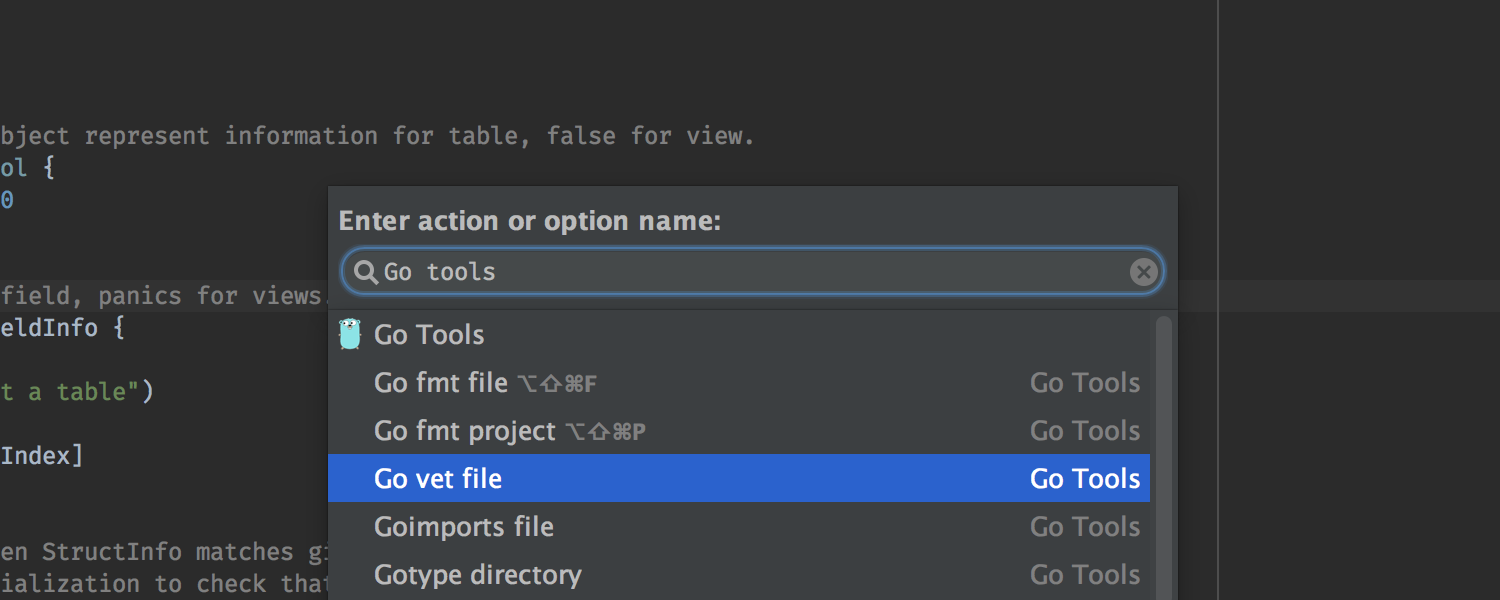 bject represent information for table, false for view.
ol {
0
Enter action or option name:
Go tools
field, panics for views.
eldInfo {
Go Tools
Go fmt file ⌥⇧⌘F Go Tools
t a table")
Go fmt project ⌥⇧⌘P Go Tools
Index]
Go vet file Go Tools
Goimports file Go Tools
en StructInfo matches gi
Gotype directory Go Tools
ialization to check that